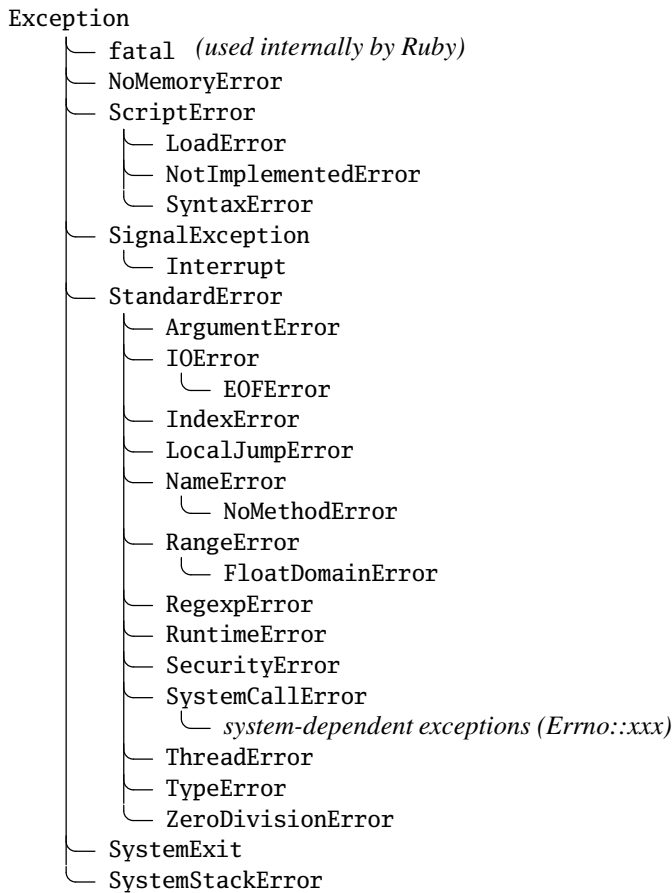 Exception
fatal (used internally by Ruby)
NoMemoryError
ScriptError
LoadError
NotImplementedError
SyntaxError
SignalException
Interrupt
StandardError
ArgumentError
IOError
EOFError
IndexError
LocalJumpError
NameError
NoMethodError
RangeError
FloatDomainError
RegexpError
RuntimeError
SecurityError
SystemCallError
system-dependent exceptions (Errno::xxx)
ThreadError
TypeError
ZeroDivisionError
SystemExit
SystemStackError